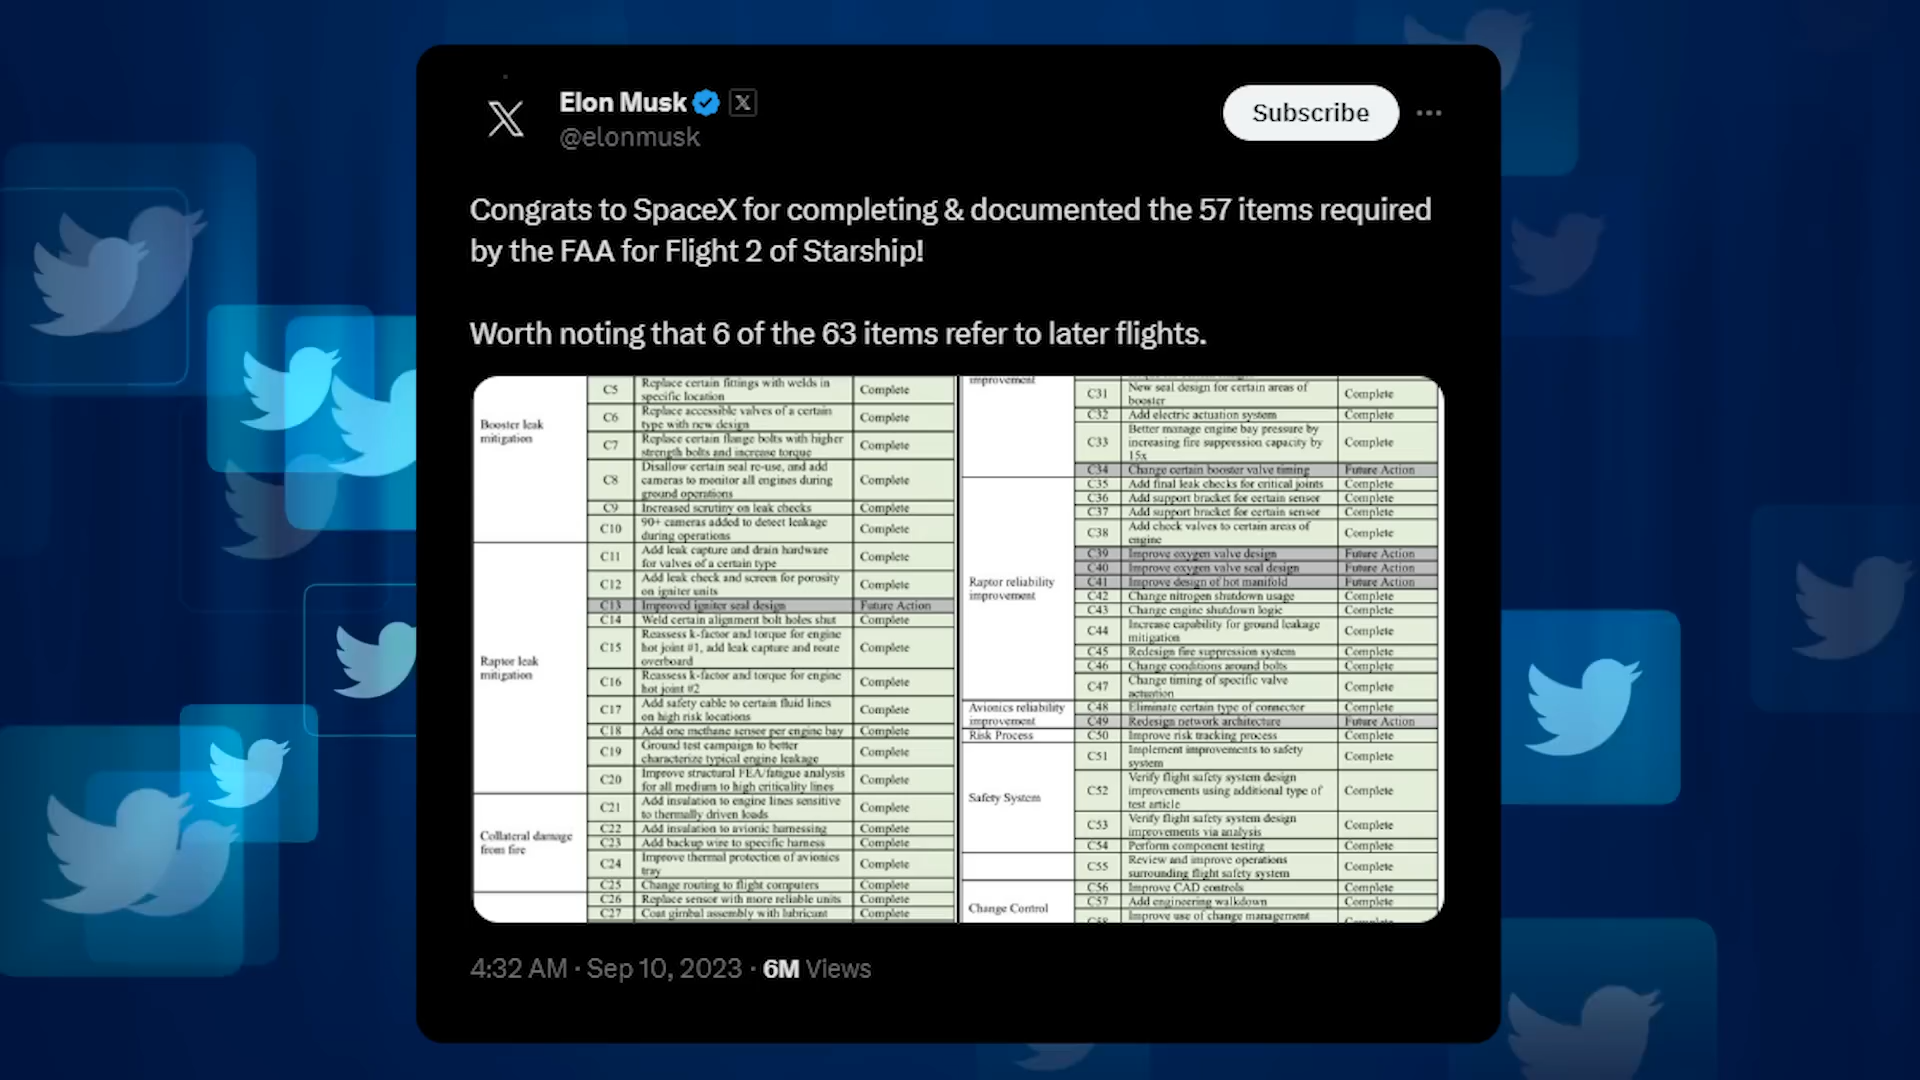 Elon Musk
@elonmusk
Subscribe
Congrats to SpaceX for completing & documented the 57 items required
by the FAA for Flight 2 of Starship!
Worth noting that 6 of the 63 items refer to later flights.
Booster leak
mitigation
C5 Replace certain fittings with welds in
specific location Complete
C6 Replace accessible valves of a certain
type with new design Complete
C7 Replace certain flange bolts with higher
strength bolts and increase torque Complete
C8 Disallow certain seal re-use, and add
cameras to monitor all engines during
ground operations Complete
C9 Increased scrutiny on leak checks Complete
C10 90+ cameras added to detect leakage
during operations Complete
Raptor leak
mitigation
C11 Add leak capture and drain hardware
for valves of a certain type Complete
C12 Add leak check and screen for porosity
on igniter units Complete
C13 Improved igniter seal design Future Action
C14 Weld certain alignment bolt holes shut Complete
C15 Reassess k-factor and torque for engine
hot joint #1, add leak capture and route
overboard Complete
C16 Reassess k-factor and torque for engine
hot joint #2 Complete
C17 Add safety cable to certain fluid lines
on high risk locations Complete
C18 Add one methane sensor per engine bay Complete
C19 Ground test campaign to better
characterize typical engine leakage Complete
C20 Improve structural FEA/fatigue analysis
for all medium to high criticality lines Complete
Collateral damage
from fire
C21 Add insulation to engine lines sensitive
to thermally driven loads Complete
C22 Add insulation to avionic harnessing Complete
C23 Add backup wire to specific harness Complete
C24 Improve thermal protection of avionics
tray Complete
C25 Change routing to flight computers Complete
C26 Replace sensor with more reliable units Complete
C27 Coat gimbal assembly with lubricant Complete
improvement
C31 New seal design for certain areas of
booster Complete
C32 Add electric actuation system Complete
C33 Better manage engine bay pressure by
increasing fire suppression capacity by
15x Complete
C34 Change certain booster valve timing Future Action
Raptor reliability
improvement
C35 Add final leak checks for critical joints Complete
C36 Add support bracket for certain sensor Complete
C37 Add support bracket for certain sensor Complete
C38 Add check valves to certain areas of
engine Complete
C39 Improve oxygen valve design Future Action
C40 Improve oxygen valve seal design Future Action
C41 Improve design of hot manifold Future Action
C42 Change nitrogen shutdown usage Complete
C43 Change engine shutdown logic Complete
C44 Increase capability for ground leakage
mitigation Complete
C45 Redesign fire suppression system Complete
C46 Change conditions around bolts Complete
C47 Change timing of specific valve
actuation Complete
Avionics reliability
improvement
C48 Eliminate certain type of connector Complete
C49 Redesign network architecture Future Action
Risk Process
C50 Improve risk tracking process Complete
Safety System
C51 Implement improvements to safety
system Complete
C52 Verify flight safety system design
improvements using additional type of
test article Complete
C53 Verify flight safety system design
improvements via analysis Complete
C54 Perform component testing Complete
C55 Review and improve operations
surrounding flight safety system Complete
Change Control
C56 Improve CAD controls Complete
C57 Add engineering walkdown Complete
C58 Improve use of change management Complete
4:32 AM · Sep 10, 2023 · 6M Views